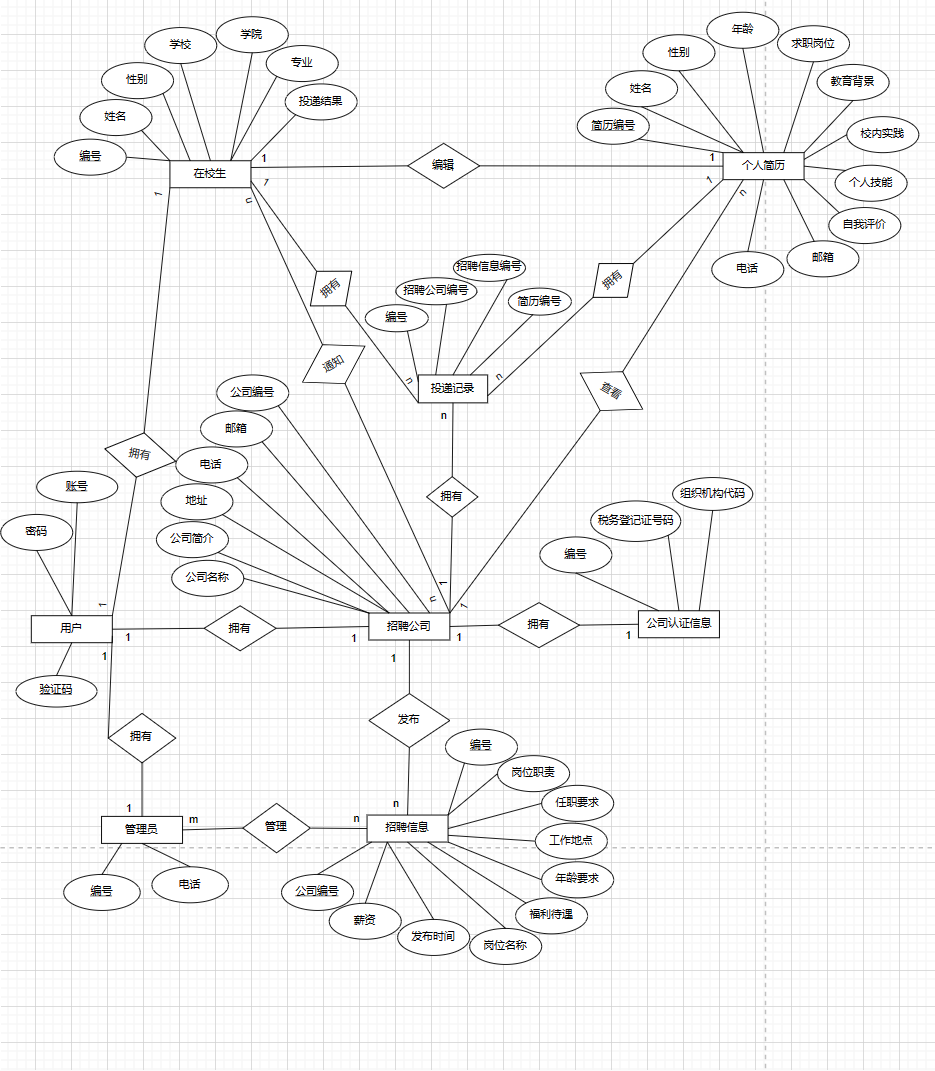 学院
年龄
学校
求职岗位
性别
专业
性别
教育背景
姓名
投递结果
姓名
简历编号
校内实践
编号
1
编辑
1
在校生
个人简历
个人技能
1
1
n
1
n
自我评价
邮箱
招聘信息编号
电话
拥有
招聘公司编号
简历编号
拥有
编号
通知
n
投递记录
n
查看
公司编号
n
邮箱
拥有
电话
账号
地址
拥有
组织机构代码
密码
公司简介
税务登记证号码
编号
公司名称
1
1
n
1
用户
1
拥有
1
招聘公司
1
拥有
1
公司认证信息
1
1
验证码
拥有
发布
编号
岗位职责
n
任职要求
1
管理员
m
管理
n
招聘信息
工作地点
编号
电话
公司编号
年龄要求
薪资
福利待遇
发布时间
岗位名称